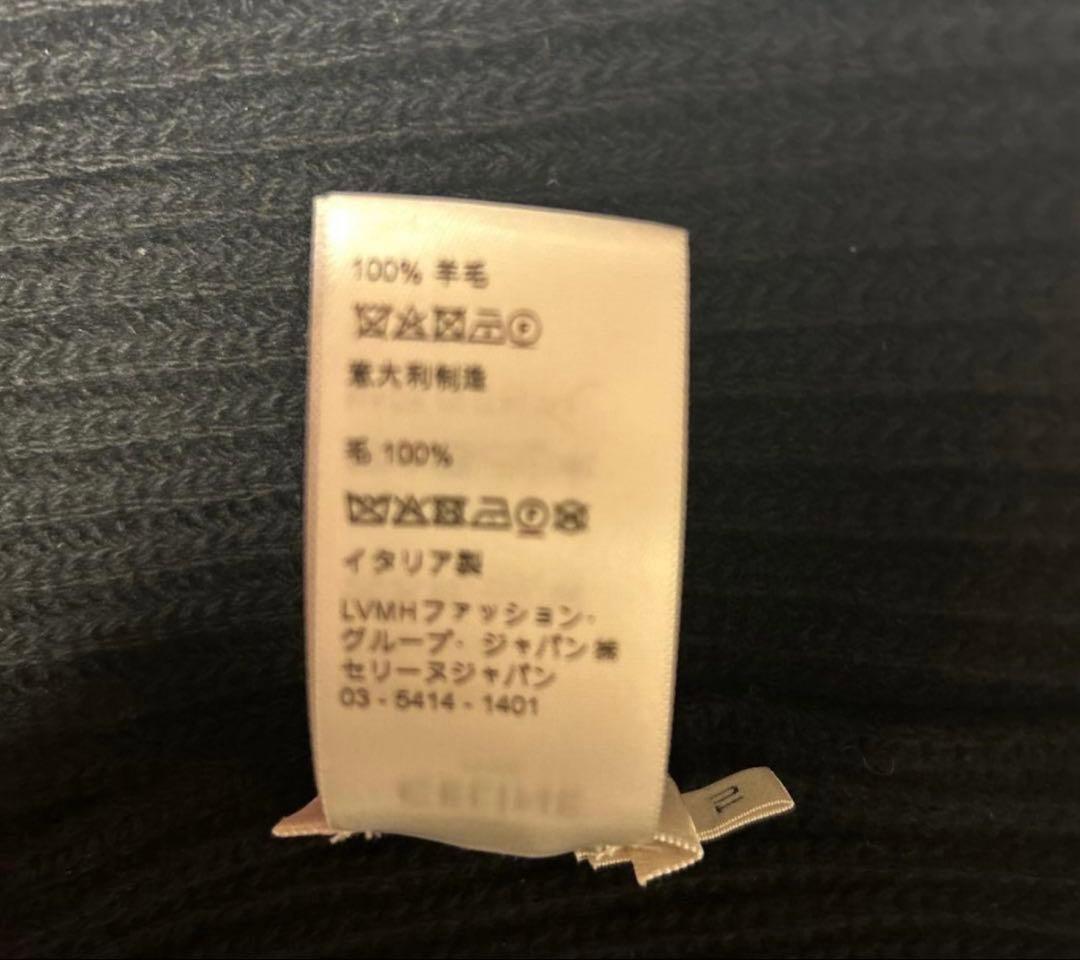 100% 羊毛
意大利制造
毛 100%
イタリア製
LVMHファッション·
グループ· ジャパン㈱
セリーヌジャパン
03 - 5414 - 1401
TU